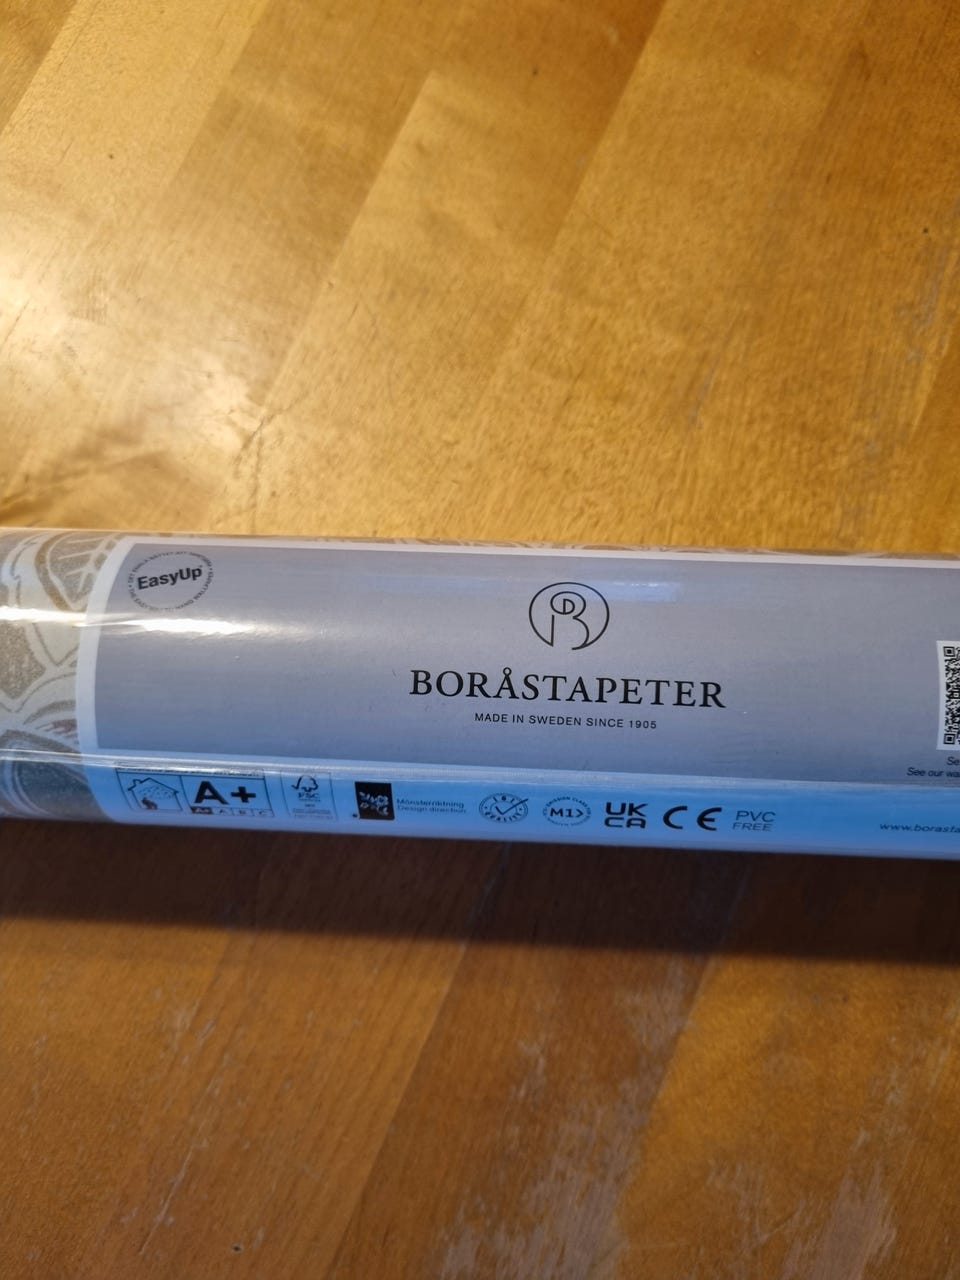 EasyUp
BORÅSTAPETER
MADE IN SWEDEN SINCE 1905
See our wa
A+
A+ A B C
FSC
Mönsterriktning
Design direction
M1
UK
CA
CE
PVC
FREE
www.borasta